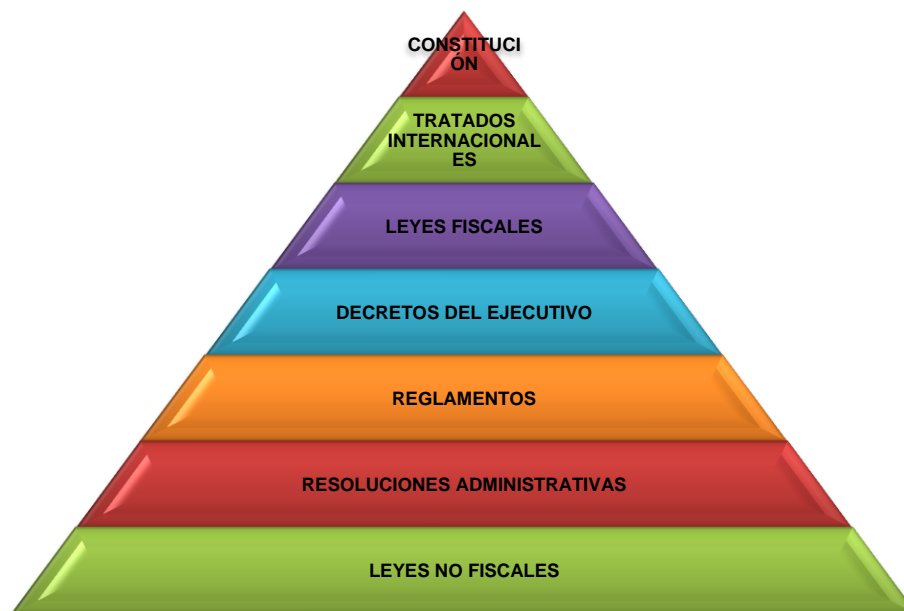 CONSTITUCI
ÓN
TRATADOS
INTERNACIONAL
ES
LEYES FISCALES
DECRETOS DEL EJECUTIVO
REGLAMENTOS
RESOLUCIONES ADMINISTRATIVAS
LEYES NO FISCALES